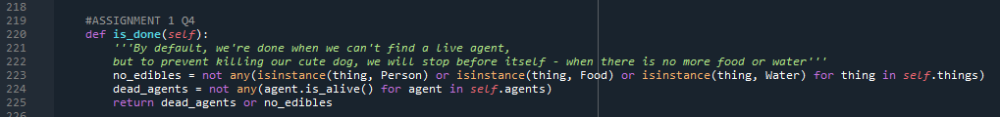 218
219 #ASSIGNMENT 1 Q4
220 def is_done(self):
221 '''By default, we're done when we can't find a live agent,
222 but to prevent killing our cute dog, we will stop before itself - when there is no more food or water'''
223 no_edibles = not any(isinstance(thing, Person) or isinstance(thing, Food) or isinstance(thing, Water) for thing in self.things)
224 dead_agents = not any(agent.is_alive() for agent in self.agents)
225 return dead_agents or no_edibles
226